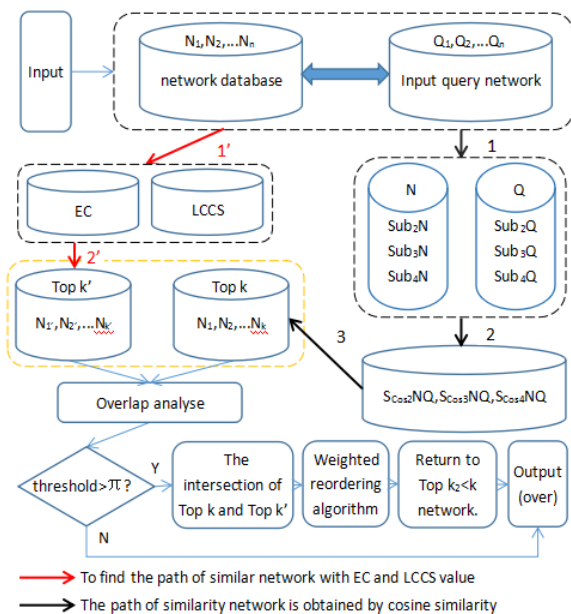 Input
N₁,N₂,...Nₙ
network database
Q₁,Q₂,...Qₙ
Input query network
1'
1
EC
LCCS
N
Sub₂N
Sub₃N
Sub₄N
Q
Sub₂Q
Sub₃Q
Sub₄Q
2'
2
Top k'
N₁',N₂',...Nₖ'
Top k
N₁,N₂,...Nₖ
3
S_Cos2NQ,S_Cos3NQ,S_Cos4NQ
Overlap analyse
threshold>π?
Y
N
The
intersection of
Top k and Top k'
Weighted
reordering
algorithm
Return to
Top k₂<k
network.
Output
(over)
To find the path of similar network with EC and LCCS value
The path of similarity network is obtained by cosine similarity